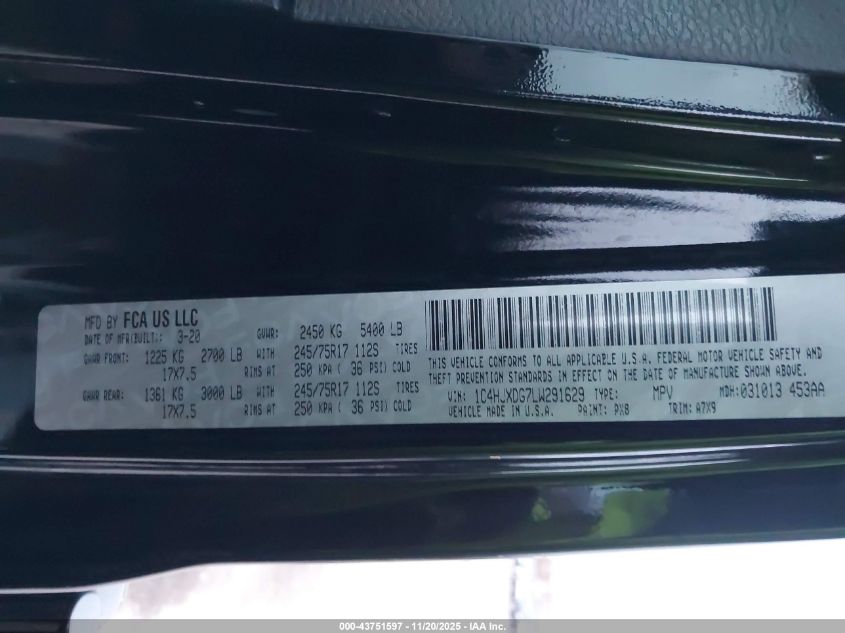 MFD BY FCA US LLC
DATE OF MFR(BUILT): 3-20 GVWR: 2450 KG 5400 LB
GAWR FRONT: 1225 KG 2700 LB WITH 245/75R17 112S TIRES
17X7.5 RIMS AT 250 KPA ( 36 PSI) COLD
GAWR REAR: 1361 KG 3000 LB WITH 245/75R17 112S TIRES
17X7.5 RIMS AT 250 KPA ( 36 PSI) COLD
THIS VEHICLE CONFORMS TO ALL APPLICABLE U.S.A. FEDERAL MOTOR VEHICLE SAFETY AND
THEFT PREVENTION STANDARDS IN EFFECT ON THE DATE OF MANUFACTURE SHOWN ABOVE.
VIN: 1C4HJXDG7LW291629 TYPE: MPV MDH: 031013 453AA
VEHICLE MADE IN U.S.A. PAINT: PX8 TRIM: A7X9
000-43751597 - 11/20/2025 - IAA Inc.